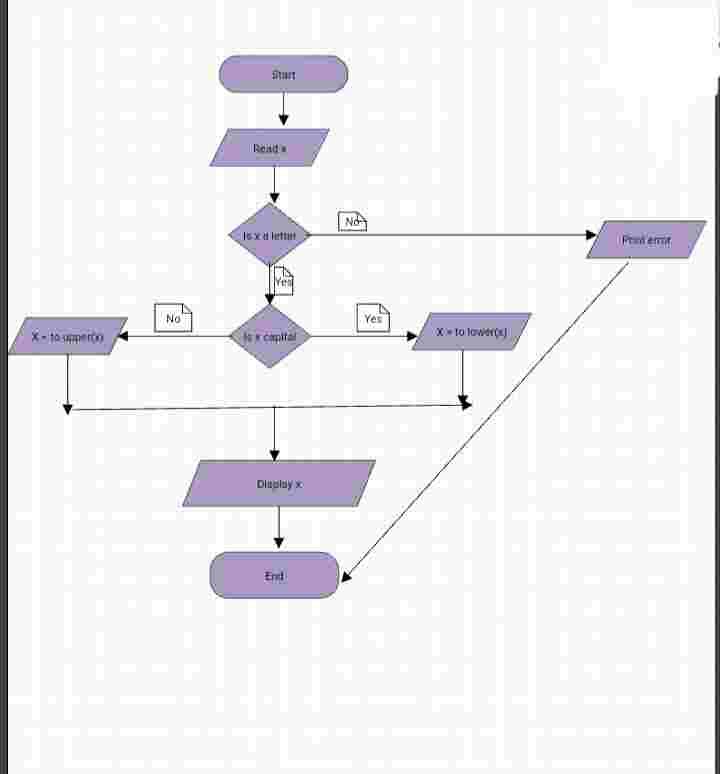 Start
Read x
Is x a letter
No
Print error
Yes
Is x capital
No
Yes
X = to upper(x)
X = to lower(x)
Display x
End